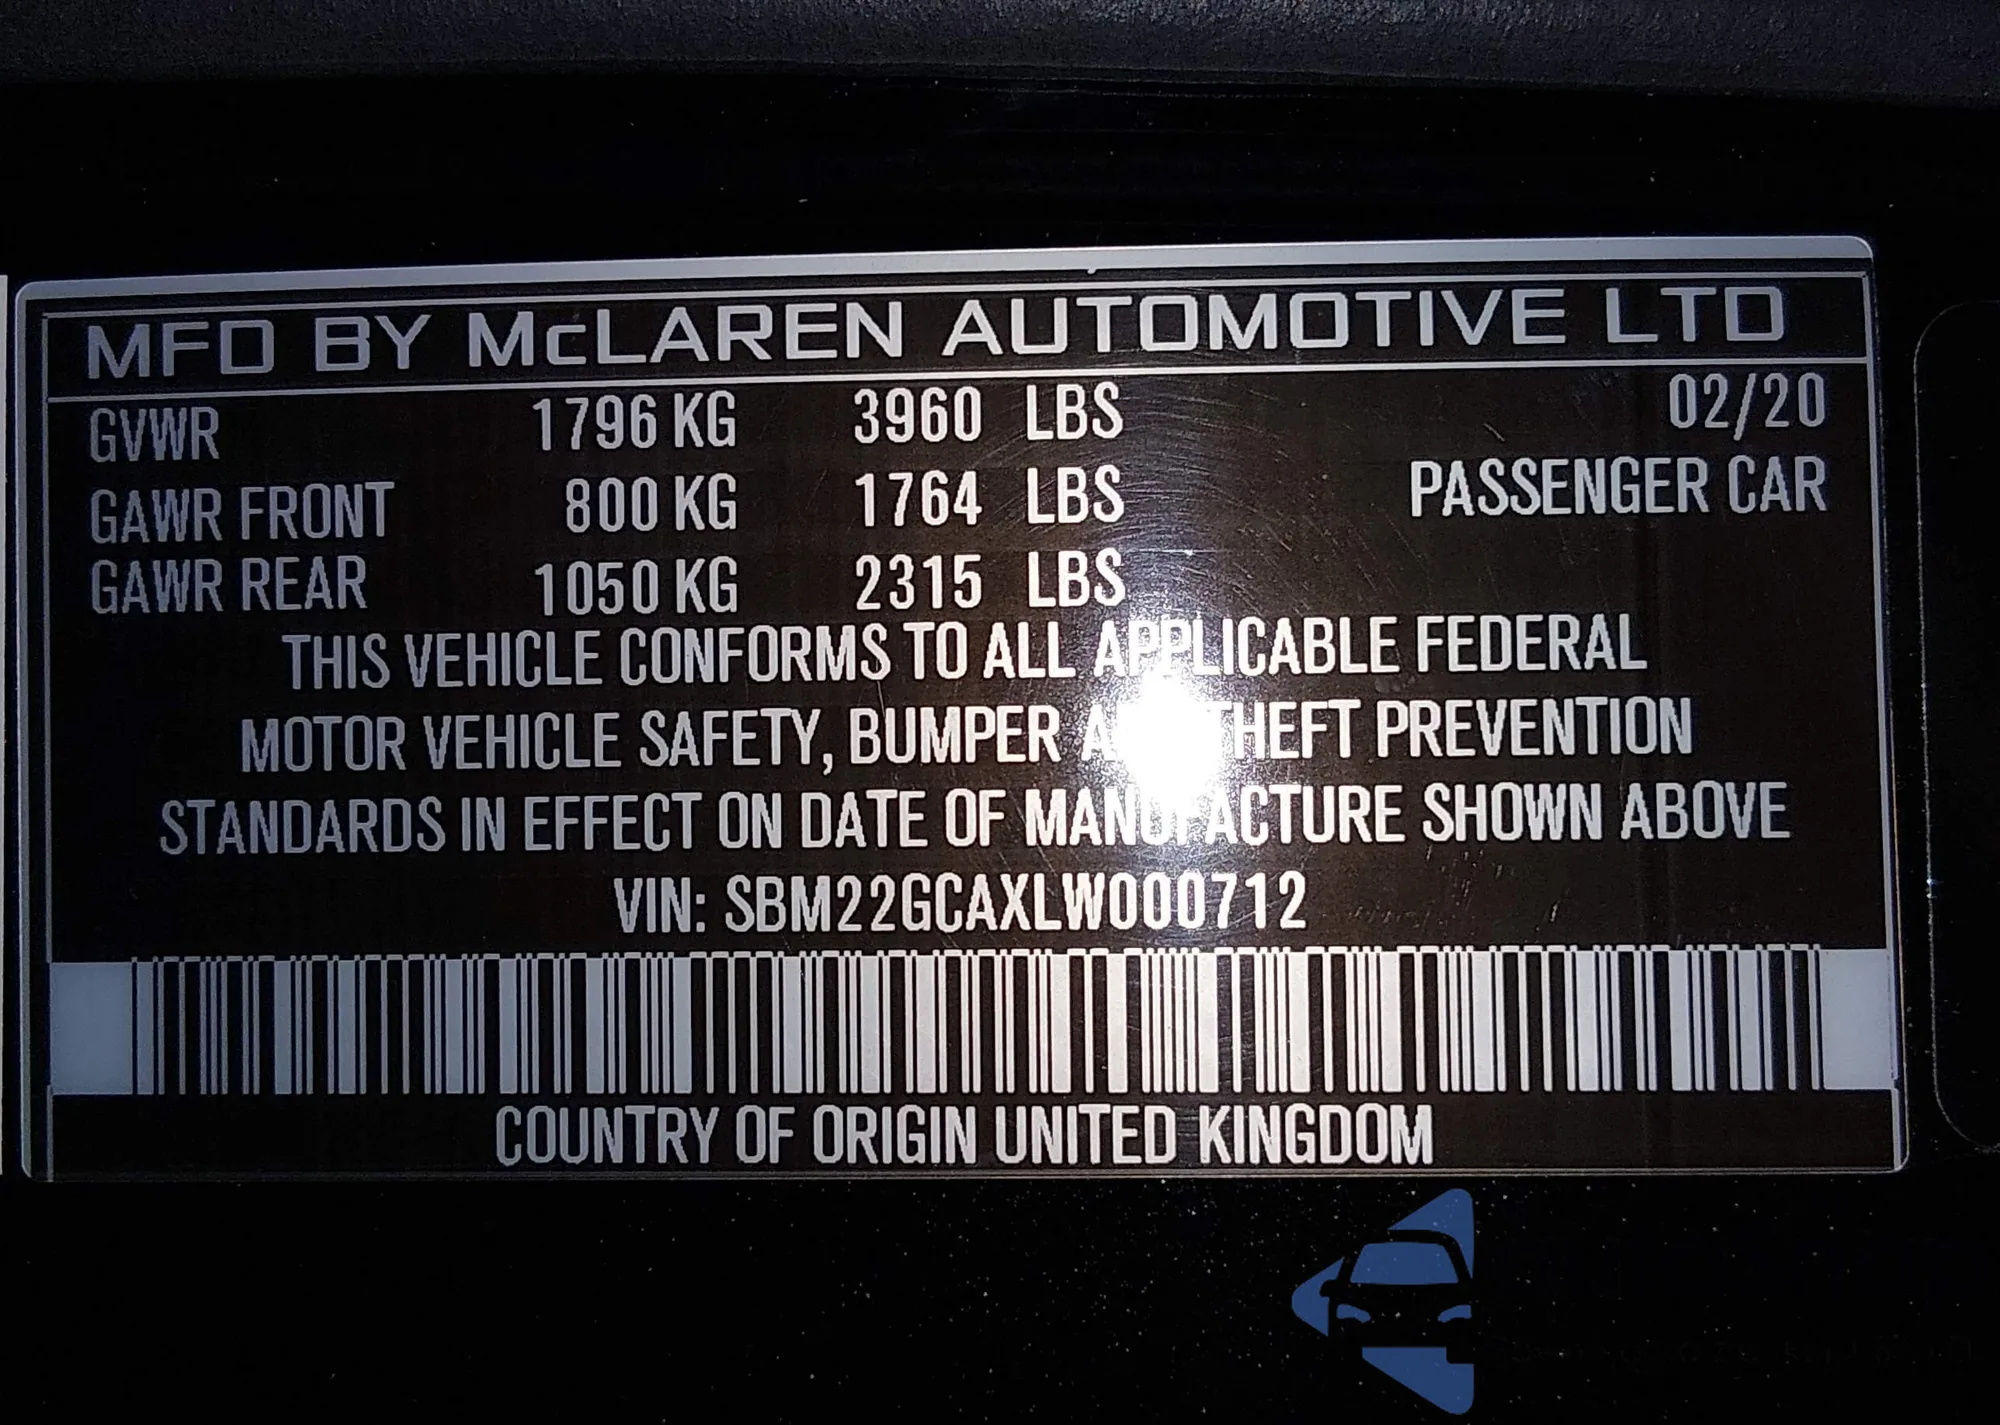 MFD BY McLAREN AUTOMOTIVE LTD
GVWR 1796 KG 3960 LBS 02/20
GAWR FRONT 800 KG 1764 LBS PASSENGER CAR
GAWR REAR 1050 KG 2315 LBS
THIS VEHICLE CONFORMS TO ALL APPLICABLE FEDERAL
MOTOR VEHICLE SAFETY, BUMPER THEFT PREVENTION
STANDARDS IN EFFECT ON DATE OF MANUFACTURE SHOWN ABOVE
VIN: SBM22GCAXLW000712
COUNTRY OF ORIGIN UNITED KINGDOM